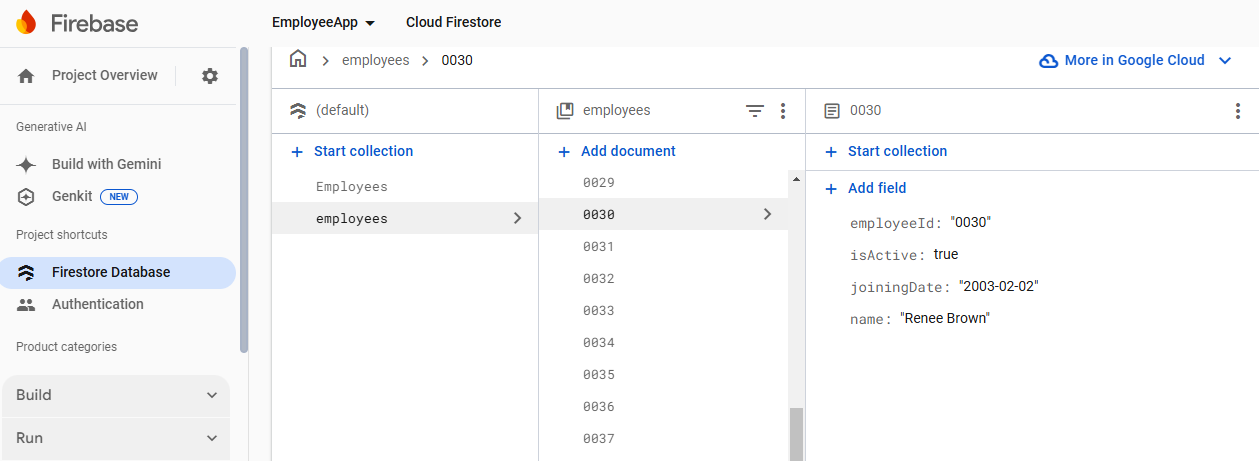 Firebase
EmployeeApp
Cloud Firestore
Project Overview
Generative AI
Build with Gemini
Genkit NEW
Project shortcuts
Firestore Database
Authentication
Product categories
Build
Run
employees
0030
More in Google Cloud
(default)
Start collection
Employees
employees
employees
Add document
0029
0030
0031
0032
0033
0034
0035
0036
0037
0030
Start collection
Add field
employeeId: "0030"
isActive: true
joiningDate: "2003-02-02"
name: "Renee Brown"